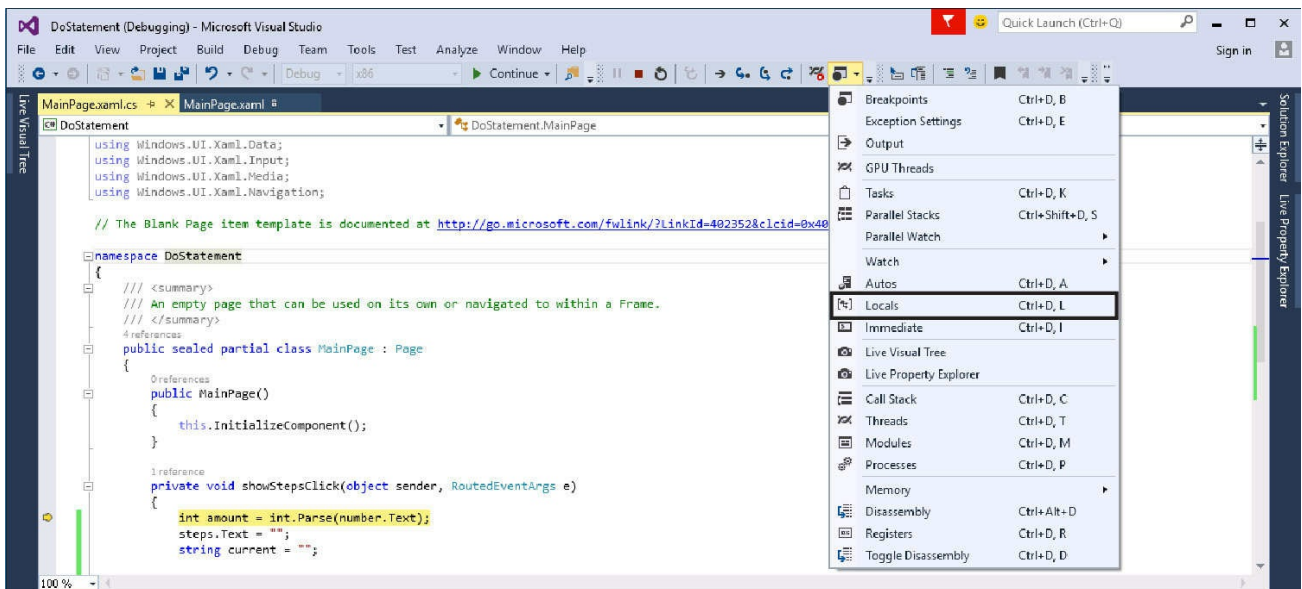 DoStatement (Debugging) - Microsoft Visual Studio
Quick Launch (Ctrl+Q)
File Edit View Project Build Debug Team Tools Test Analyze Window Help
Sign in
Debug x86 Continue
MainPage.xaml.cs MainPage.xaml
DoStatement DoStatement.MainPage
Live Visual Tree
using Windows.UI.Xaml.Data;
using Windows.UI.Xaml.Input;
using Windows.UI.Xaml.Media;
using Windows.UI.Xaml.Navigation;
// The Blank Page item template is documented at http://go.microsoft.com/fwlink/?LinkId=402352&clcid=0x40
namespace DoStatement
{
/// <summary>
/// An empty page that can be used on its own or navigated to within a Frame.
/// </summary>
4 references
public sealed partial class MainPage : Page
{
0 references
public MainPage()
{
this.InitializeComponent();
}
1 reference
private void showStepsClick(object sender, RoutedEventArgs e)
{
int amount = int.Parse(number.Text);
steps.Text = "";
string current = "";
100 %
Breakpoints Ctrl+D, B
Exception Settings Ctrl+D, E
Output
GPU Threads
Tasks Ctrl+D, K
Parallel Stacks Ctrl+Shift+D, S
Parallel Watch
Watch
Autos Ctrl+D, A
Locals Ctrl+D, L
Immediate Ctrl+D, I
Live Visual Tree
Live Property Explorer
Call Stack Ctrl+D, C
Threads Ctrl+D, T
Modules Ctrl+D, M
Processes Ctrl+D, P
Memory
Disassembly Ctrl+Alt+D
Registers Ctrl+D, R
Toggle Disassembly Ctrl+D, D
Solution Explorer
Live Property Explorer